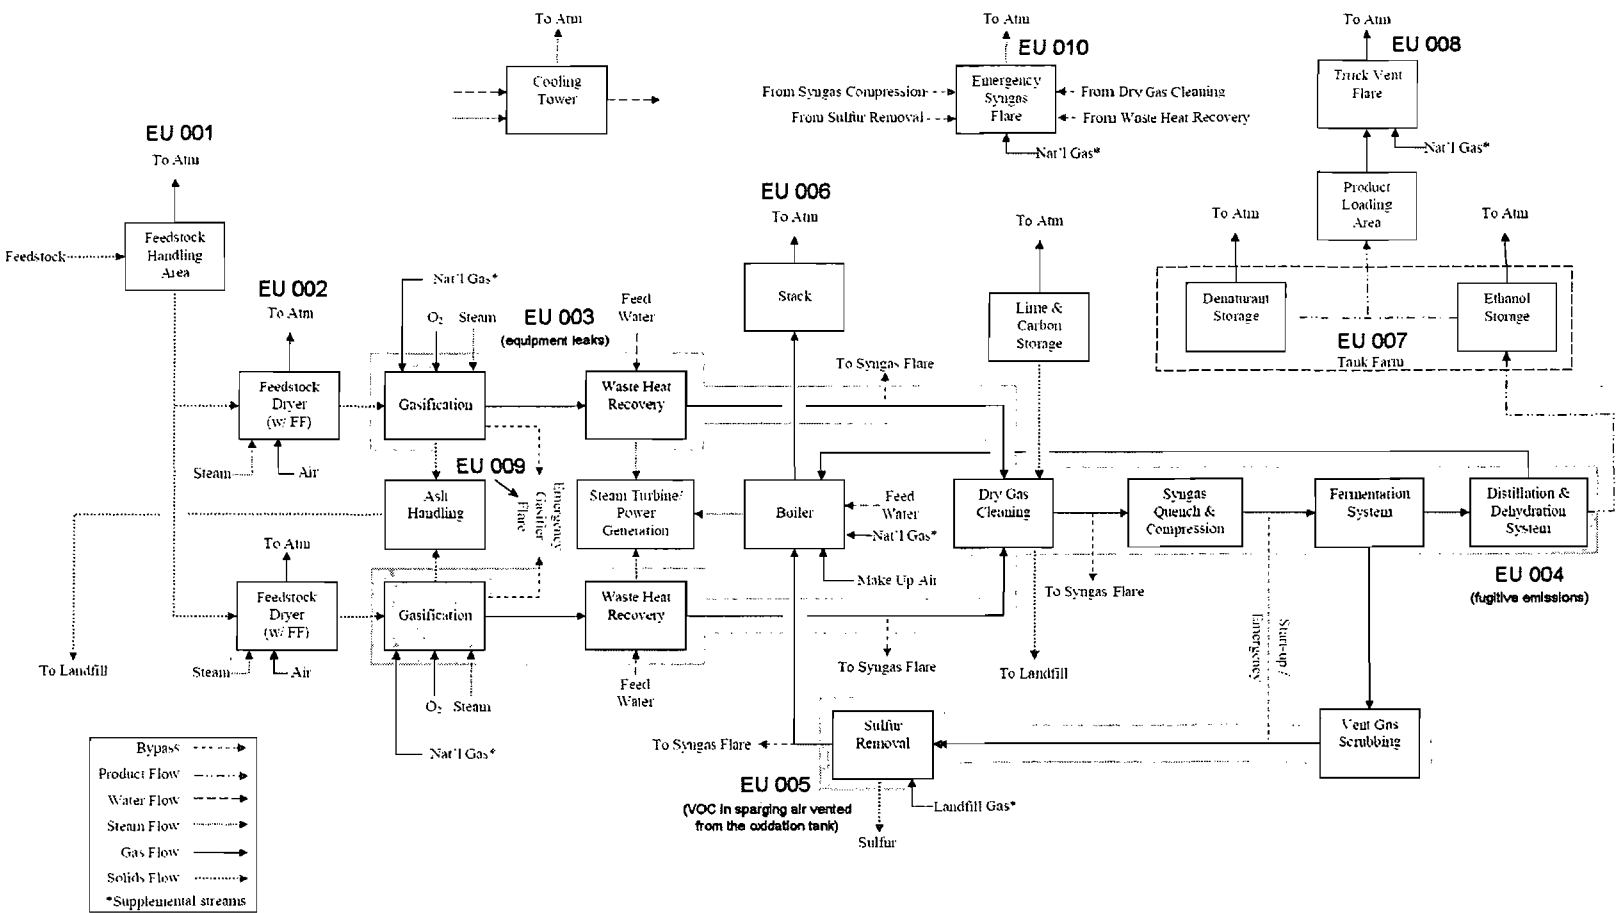 To Atm
To Atm
To Atm
EU 010
EU 008
Cooling
Tower
Emergency
Syngas
Flare
Truck Vent
Flare
From Syngas Compression
From Dry Gas Cleaning
From Sulfur Removal
From Waste Heat Recovery
EU 001
Nat'l Gas*
Nat'l Gas*
To Atm
EU 006
Product
Loading
Area
To Atm
To Atm
To Atm
To Atm
Feedstock
Feedstock
Handling
Area
Nat'l Gas*
EU 002
To Atm
O2
Steam
EU 003
(equipment leaks)
Feed
Water
Stack
Lime &
Carbon
Storage
Denaturant
Storage
Ethanol
Storage
EU 007
Tank Farm
To Syngas Flare
Feedstock
Dryer
(w/ FF)
Gasification
Waste Heat
Recovery
Steam
Air
EU 009
Ash
Handling
Emergency
Gasifier
Flare
Steam Turbine/
Power
Generation
Boiler
Feed
Water
Nat'l Gas*
Make Up Air
Dry Gas
Cleaning
Syngas
Quench &
Compression
Fermentation
System
Distillation &
Dehydration
System
EU 004
(fugitive emissions)
To Atm
Feedstock
Dryer
(w/ FF)
Gasification
Waste Heat
Recovery
To Syngas Flare
Start-up /
Emergency
To Landfill
Steam
Air
To Syngas Flare
To Landfill
O2
Steam
Feed
Water
Nat'l Gas*
To Syngas Flare
Sulfur
Removal
Vent Gas
Scrubbing
EU 005
(VOC in sparging air vented
from the oxidation tank)
Landfill Gas*
Sulfur
Bypass
Product Flow
Water Flow
Steam Flow
Gas Flow
Solids Flow
*Supplemental streams